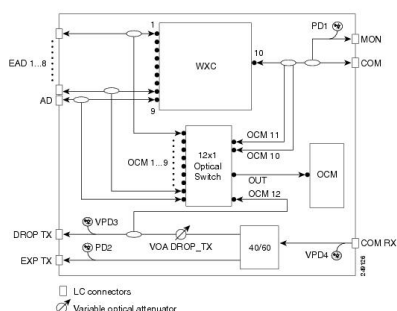 1
PD1
MON
EAD 1...8
WXC
10
COM
AD
9
OCM 11
12x1
Optical
Switch
OCM 1...9
OCM 10
OCM
OUT
OCM 12
VPD3
DROP TX
VOA DROP_TX
40/60
COM RX
PD2
VPD4
EXP TX
249126
LC connectors
Variable optical attenuator